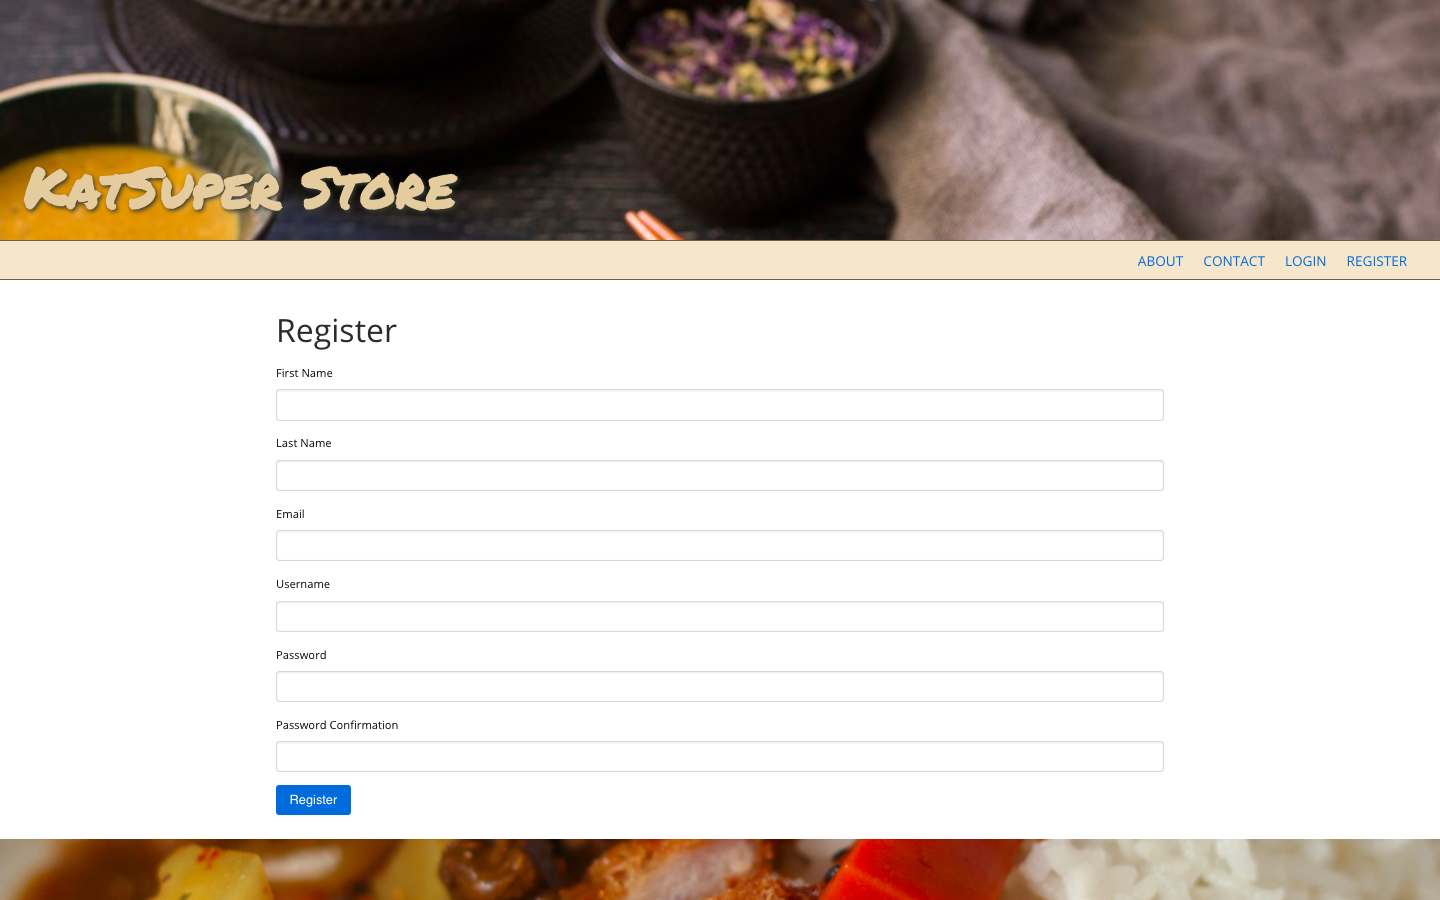 KatSuper Store
ABOUT CONTACT LOGIN REGISTER
Register
First Name
Last Name
Email
Username
Password
Password Confirmation
Register